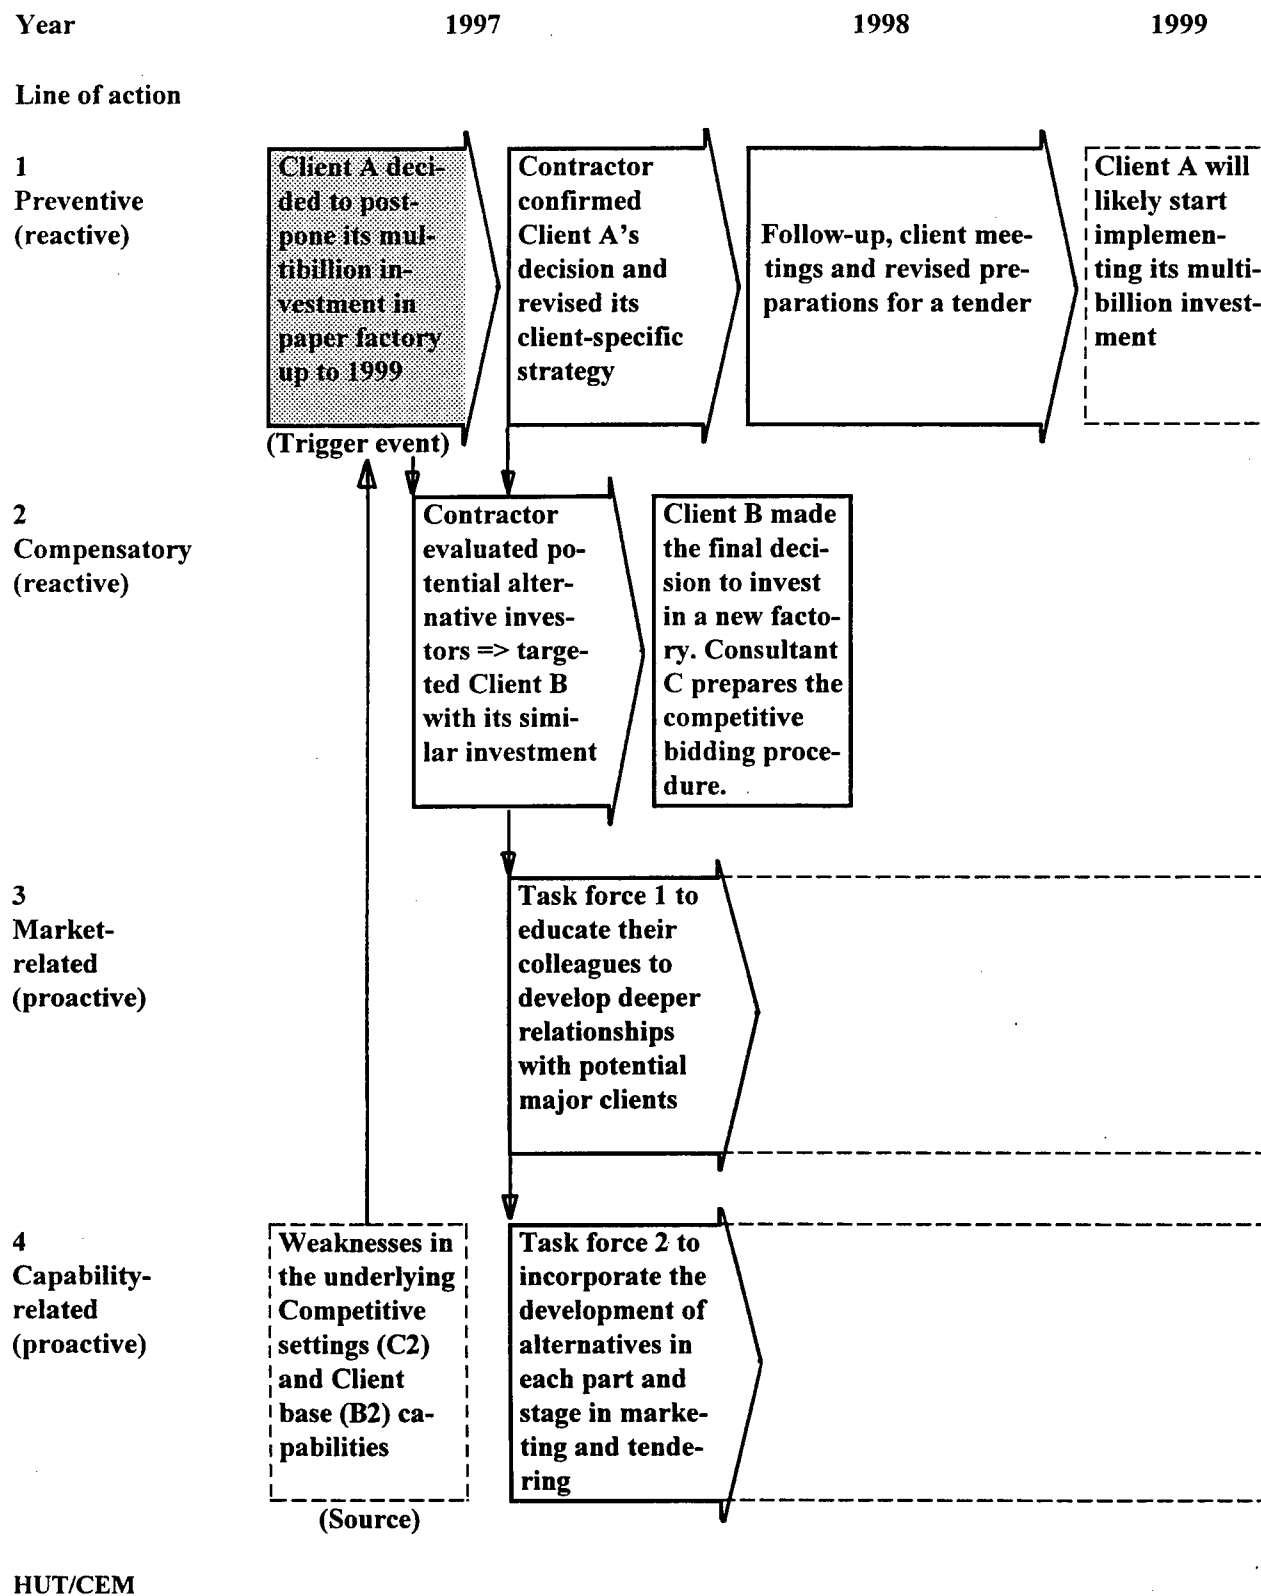 Year 1997 1998 1999
Line of action
1
Preventive
(reactive)
Client A deci-
ded to post-
pone its mul-
tibillion in-
vestment in
paper factory
up to 1999
(Trigger event)
Contractor
confirmed
Client A's
decision and
revised its
client-specific
strategy
Follow-up, client mee-
tings and revised pre-
parations for a tender
Client A will
likely start
implemen-
ting its multi-
billion invest-
ment
2
Compensatory
(reactive)
Contractor
evaluated po-
tential alter-
native inves-
tors => targe-
ted Client B
with its simi-
lar investment
Client B made
the final deci-
sion to invest
in a new facto-
ry. Consultant
C prepares the
competitive
bidding proce-
dure.
3
Market-
related
(proactive)
Task force 1 to
educate their
colleagues to
develop deeper
relationships
with potential
major clients
4
Capability-
related
(proactive)
Weaknesses in
the underlying
Competitive
settings (C2)
and Client
base (B2) ca-
pabilities
(Source)
Task force 2 to
incorporate the
development of
alternatives in
each part and
stage in marke-
ting and tende-
ring
HUT/CEM